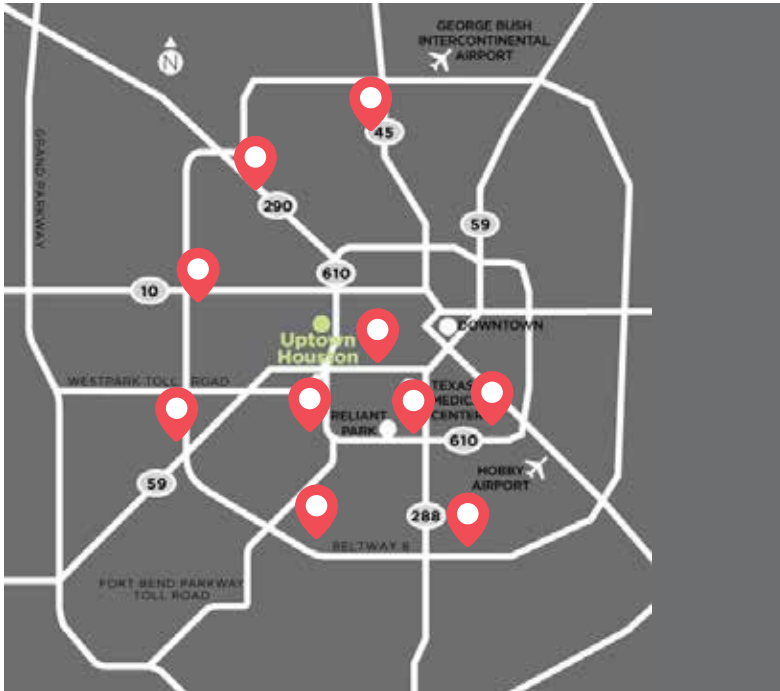 GEORGE BUSH
INTERCONTINENTAL
AIRPORT
N
45
GRAND PARKWAY
290
59
610
10
DOWNTOWN
Uptown
Houston
WESTPARK TOLL ROAD
TEXAS
MEDICAL
CENTER
RELIANT
PARK
610
HOBBY
AIRPORT
59
288
BELTWAY 8
FORT BEND PARKWAY
TOLL ROAD